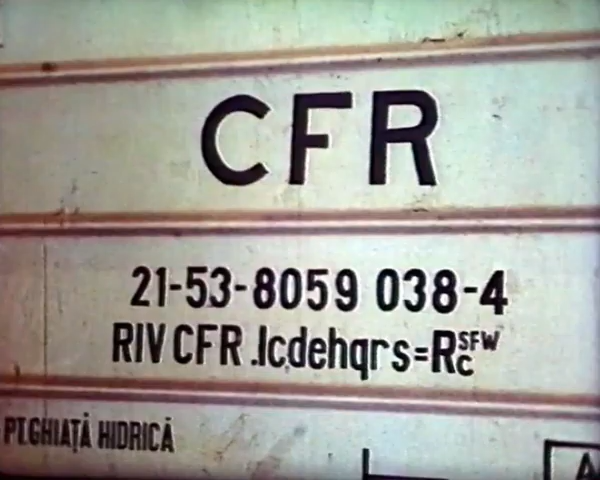 CFR
21-53-8059 038-4
RIV CFR .Icdehqrs=Rc SFW
PT.GHIAȚĂ HIDRICĂ
A